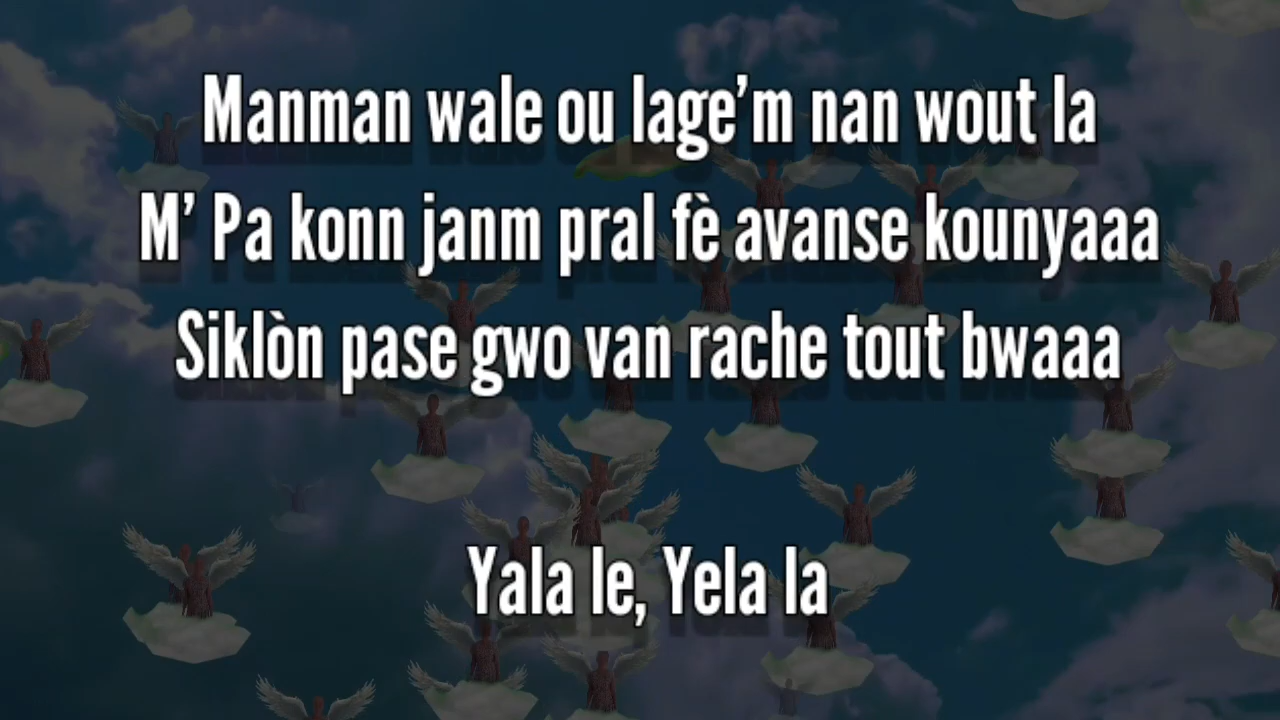 Manman wale ou lage’m nan wout la
M’ Pa konn janm pral fè avanse kounyaaa
Siklòn pase gwo van rache tout bwaaa
Yala le, Yela la